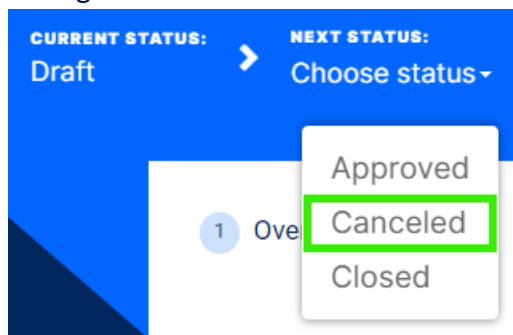 CURRENT STATUS:
Draft
NEXT STATUS:
Choose status
Approved
Canceled
Closed
1